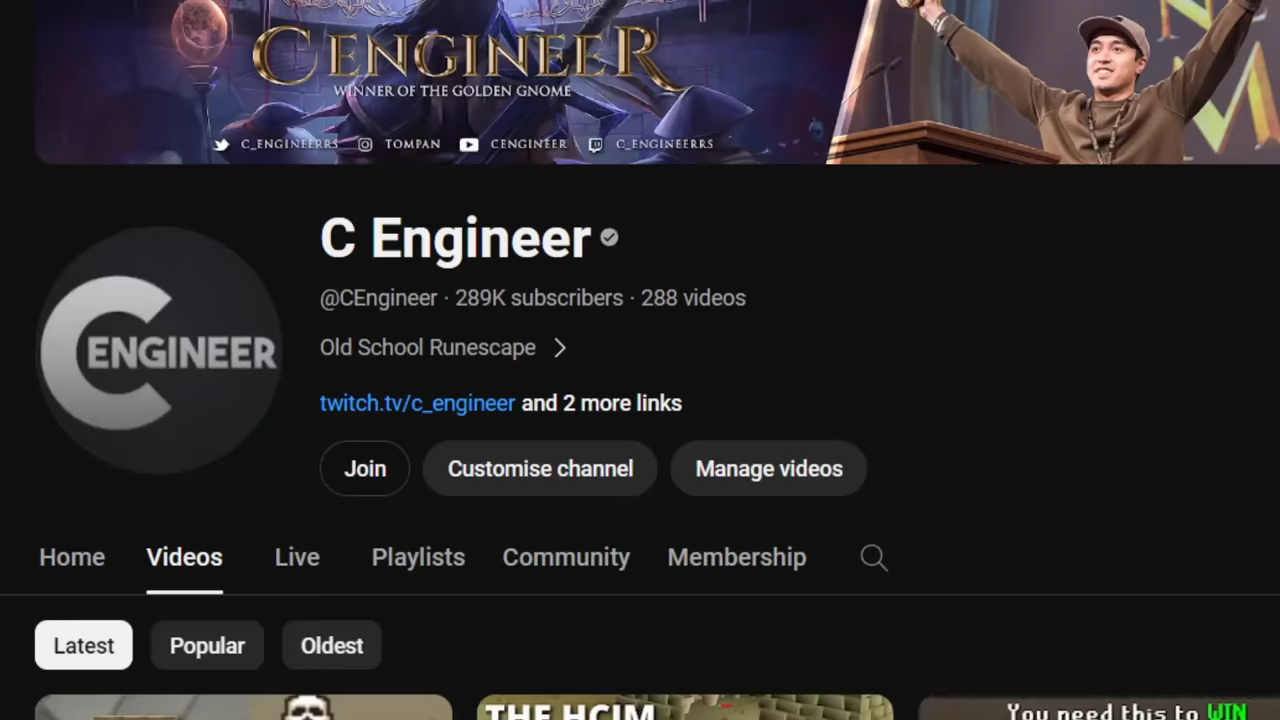 C ENGINEER
WINNER OF THE GOLDEN GNOME
C_ENGINEERRS TOMPAN CENGINEER C_ENGINEERRS
C Engineer
@CEngineer · 289K subscribers · 288 videos
Old School Runescape
twitch.tv/c_engineer and 2 more links
C ENGINEER
Join Customise channel Manage videos
Home Videos Live Playlists Community Membership
Latest Popular Oldest
THE HCIM
You need this to WIN